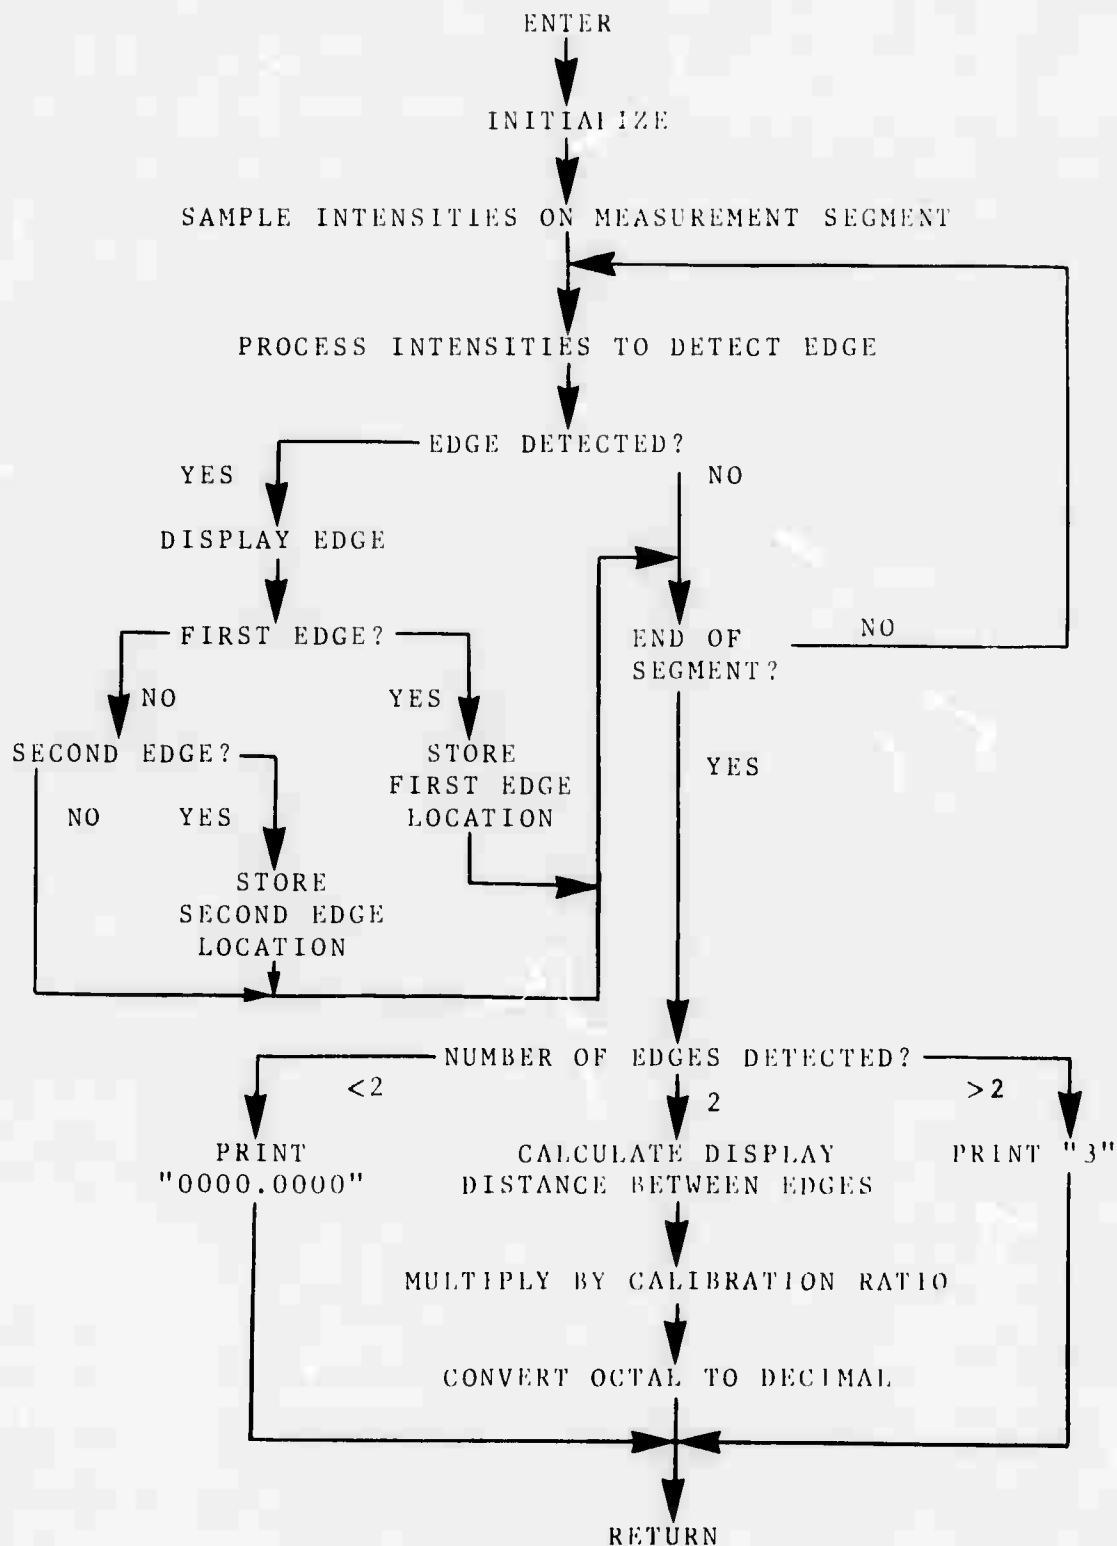 ENTER
INITIALIZE
SAMPLE INTENSITIES ON MEASUREMENT SEGMENT
PROCESS INTENSITIES TO DETECT EDGE
EDGE DETECTED?
YES
NO
DISPLAY EDGE
FIRST EDGE?
END OF
SEGMENT?
NO
NO
YES
SECOND EDGE?
STORE
FIRST EDGE
LOCATION
YES
NO
YES
STORE
SECOND EDGE
LOCATION
NUMBER OF EDGES DETECTED?
<2
2
>2
PRINT
"0000.0000"
CALCULATE DISPLAY
DISTANCE BETWEEN EDGES
PRINT "3"
MULTIPLY BY CALIBRATION RATIO
CONVERT OCTAL TO DECIMAL
RETURN